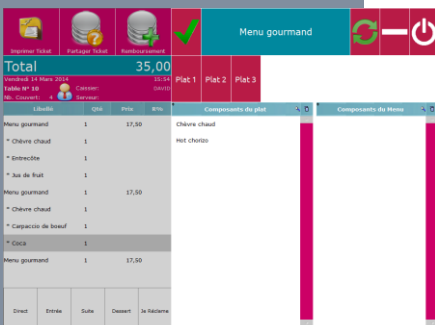 Imprimer Ticket Partager Ticket Remboursement
Menu gourmand
Total 35,00
Vendredi 14 Mars 2014 15:54
Table N° 10 Caissier: DAVID
Nb. Couvert: 4 Serveur:
Plat 1 Plat 2 Plat 3
Libellé Qté Prix R%
Composants du plat
Composants du Menu
Menu gourmand 1 17,50
* Chèvre chaud 1
* Entrecôte 1
* Jus de fruit 1
Menu gourmand 1 17,50
* Chèvre chaud 1
* Carpaccio de boeuf 1
* Coca 1
Menu gourmand 1 17,50
Chèvre chaud
Hot chorizo
Direct Entrée Suite Dessert Je Réclame